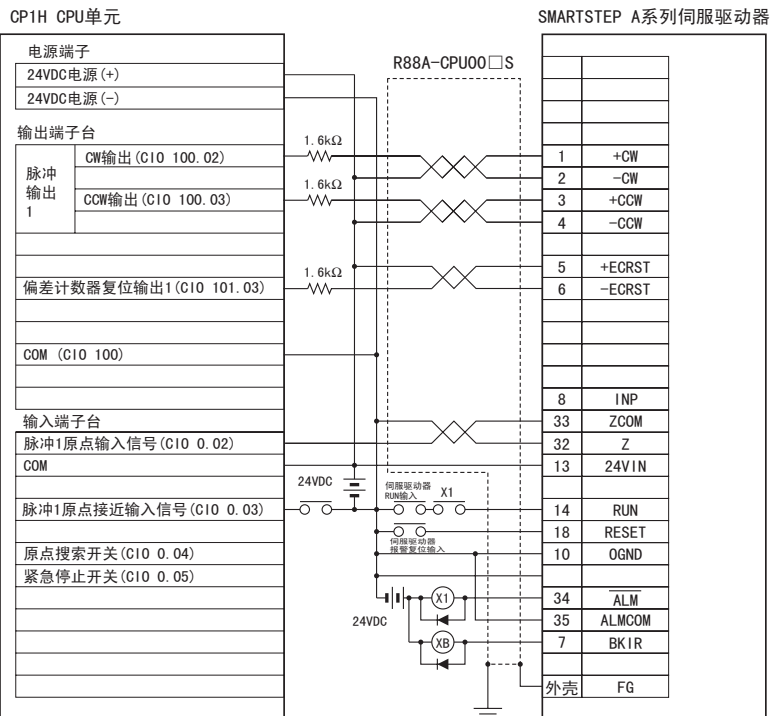 CP1H CPU单元
SMARTSTEP A系列伺服驱动器
电源端子
24VDC电源(+)
24VDC电源(-)
R88A-CPU00□S
输出端子台
脉冲
输出
1
CW输出(CIO 100.02)
CCW输出(CIO 100.03)
偏差计数器复位输出1(CIO 101.03)
COM (CIO 100)
输入端子台
脉冲1原点输入信号(CIO 0.02)
COM
脉冲1原点接近输入信号(CIO 0.03)
原点搜索开关(CIO 0.04)
紧急停止开关(CIO 0.05)
1.6kΩ
1.6kΩ
1.6kΩ
24VDC
伺服驱动器
RUN输入
X1
伺服驱动器
报警复位输入
X1
24VDC
XB
1 +CW
2 -CW
3 +CCW
4 -CCW
5 +ECRST
6 -ECRST
8 INP
33 ZCOM
32 Z
13 24VIN
14 RUN
18 RESET
10 OGND
34 ALM
35 ALMCOM
7 BKIR
外壳 FG